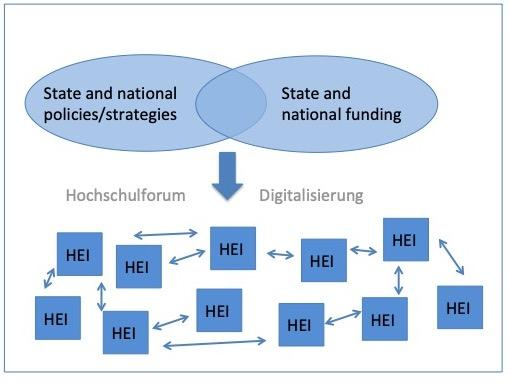 State and national
policies/strategies
State and
national funding
Hochschulforum Digitalisierung
HEI
HEI
HEI
HEI
HEI
HEI
HEI
HEI
HEI
HEI
HEI